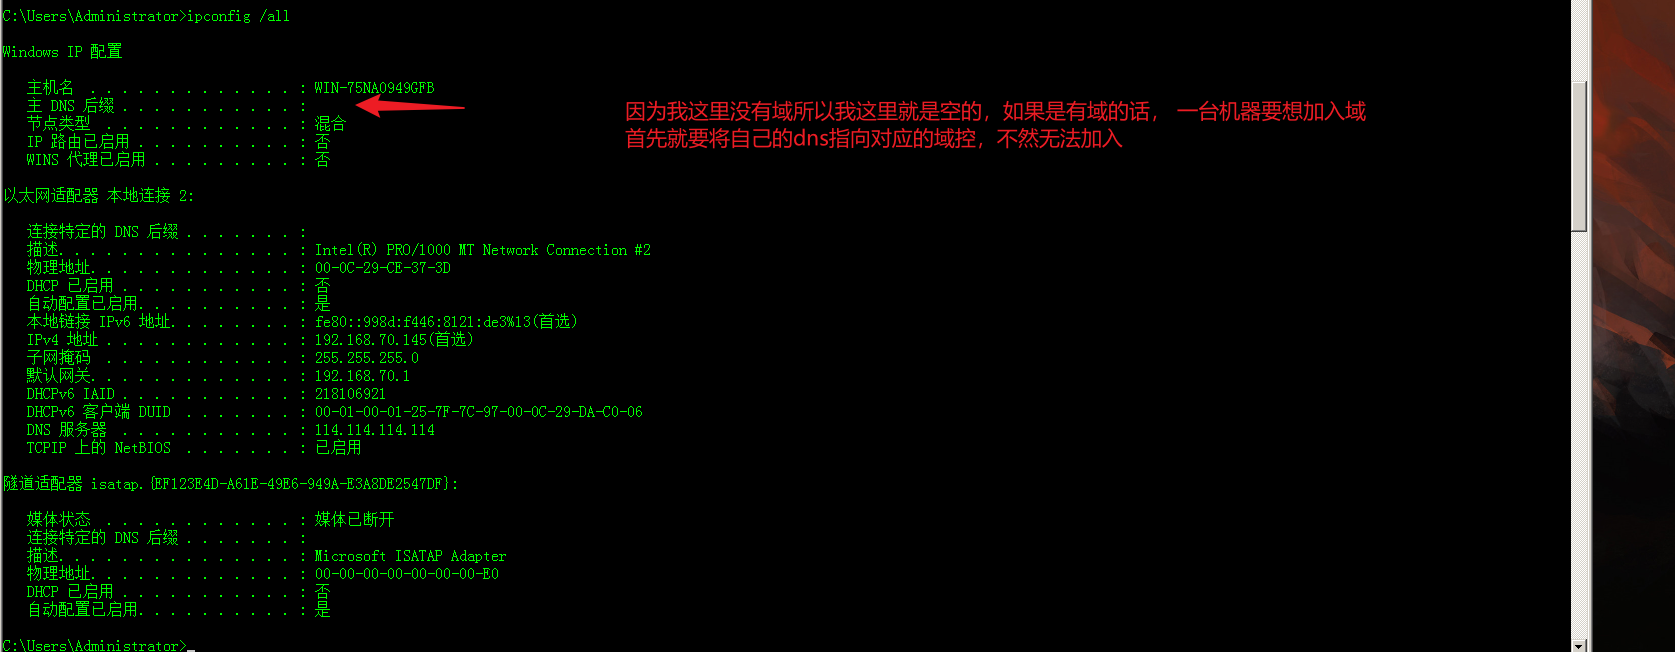 C:\Users\Administrator>ipconfig /all
Windows IP 配置
主机名 . . . . . . . . . . . . . : WIN-75NA0949GFB
主 DNS 后缀 . . . . . . . . . . . :
因为我这里没有域所以我这里就是空的，如果是有域的话， 一台机器要想加入域
首先就要将自己的dns指向对应的域控，不然无法加入
节点类型 . . . . . . . . . . . . : 混合
IP 路由已启用 . . . . . . . . . . : 否
WINS 代理已启用 . . . . . . . . . : 否
以太网适配器 本地连接 2:
连接特定的 DNS 后缀 . . . . . . . :
描述. . . . . . . . . . . . . . . : Intel(R) PRO/1000 MT Network Connection #2
物理地址. . . . . . . . . . . . . : 00-0C-29-CE-37-3D
DHCP 已启用 . . . . . . . . . . . : 否
自动配置已启用. . . . . . . . . . : 是
本地链接 IPv6 地址. . . . . . . . : fe80::998d:f446:8121:de3%13(首选)
IPv4 地址 . . . . . . . . . . . . : 192.168.70.145(首选)
子网掩码 . . . . . . . . . . . . : 255.255.255.0
默认网关. . . . . . . . . . . . . : 192.168.70.1
DHCPv6 IAID . . . . . . . . . . . : 218106921
DHCPv6 客户端 DUID . . . . . . . : 00-01-00-01-25-7F-7C-97-00-0C-29-DA-C0-06
DNS 服务器 . . . . . . . . . . . : 114.114.114.114
TCPIP 上的 NetBIOS . . . . . . . : 已启用
隧道适配器 isatap.{EF123E4D-A61E-49E6-949A-E3A8DE2547DF}:
媒体状态 . . . . . . . . . . . . : 媒体已断开
连接特定的 DNS 后缀 . . . . . . . :
描述. . . . . . . . . . . . . . . : Microsoft ISATAP Adapter
物理地址. . . . . . . . . . . . . : 00-00-00-00-00-00-00-E0
DHCP 已启用 . . . . . . . . . . . : 否
自动配置已启用. . . . . . . . . . : 是
C:\Users\Administrator>_